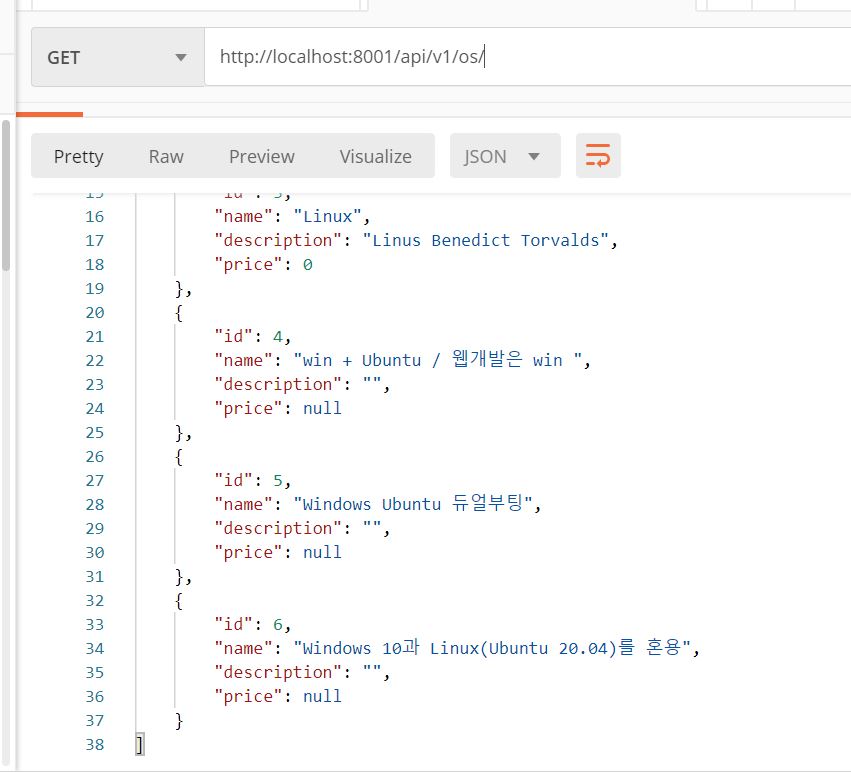 GET http://localhost:8001/api/v1/os/
Pretty Raw Preview Visualize JSON
16 "name": "Linux",
17 "description": "Linus Benedict Torvalds",
18 "price": 0
19 },
20 {
21 "id": 4,
22 "name": "win + Ubuntu / 웹개발은 win ",
23 "description": "",
24 "price": null
25 },
26 {
27 "id": 5,
28 "name": "Windows Ubuntu 듀얼부팅",
29 "description": "",
30 "price": null
31 },
32 {
33 "id": 6,
34 "name": "Windows 10과 Linux(Ubuntu 20.04)를 혼용",
35 "description": "",
36 "price": null
37 }
38 ]